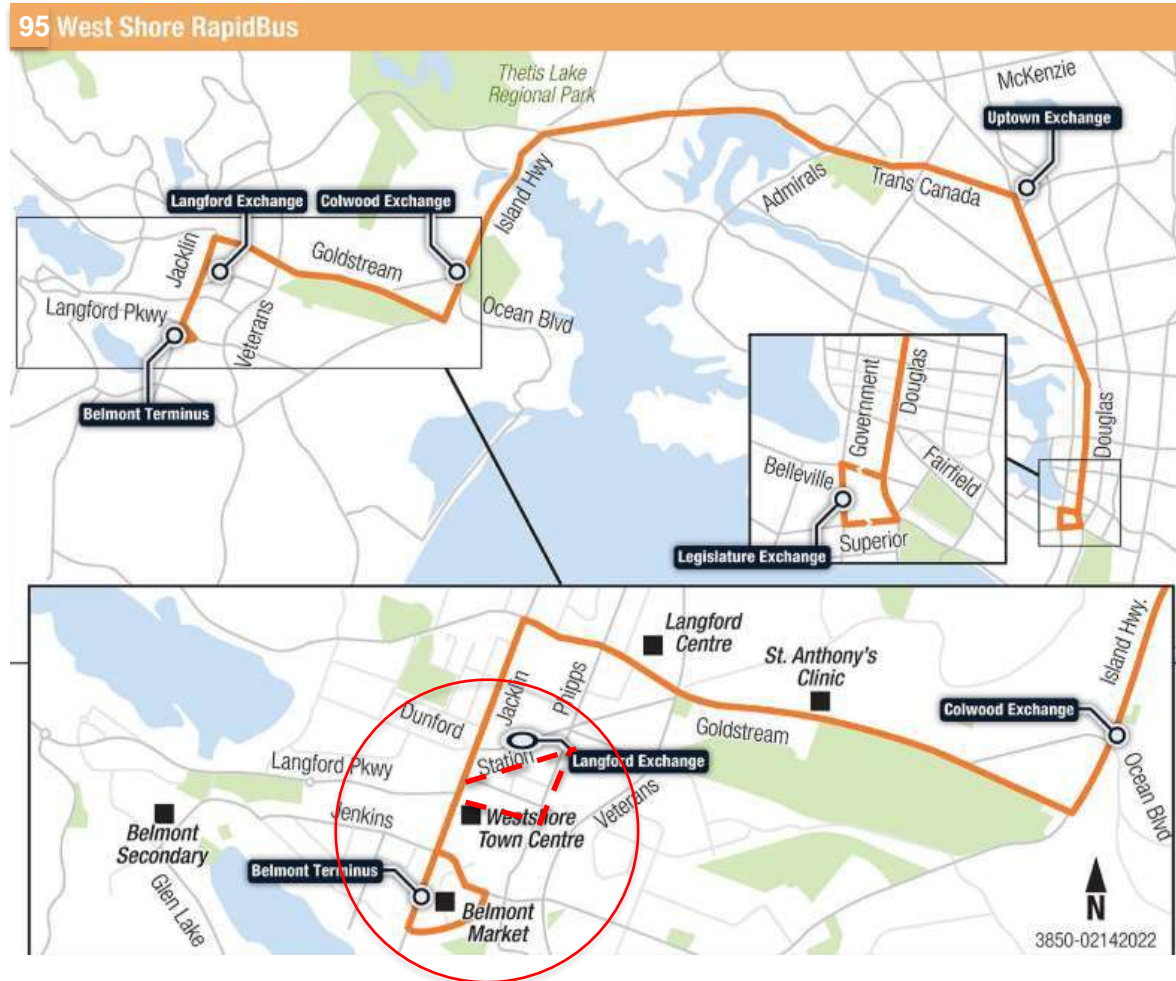 95 West Shore RapidBus
Thetis Lake
Regional Park
McKenzie
Uptown Exchange
Langford Exchange
Colwood Exchange
Island Hwy
Admirals
Trans Canada
Jacklin
Goldstream
Langford Pkwy
Veterans
Ocean Blvd
Belmont Terminus
Government
Douglas
Douglas
Belleville
Fairfield
Superior
Legislature Exchange
Langford
Centre
St. Anthony's
Clinic
Island Hwy.
Jacklin
Phipps
Dunford
Goldstream
Colwood Exchange
Station
Langford Exchange
Langford Pkwy
Veterans
Ocean Blvd
Jenkins
Westshore
Town Centre
Belmont
Secondary
Belmont Terminus
Glen Lake
Belmont
Market
N
3850-02142022